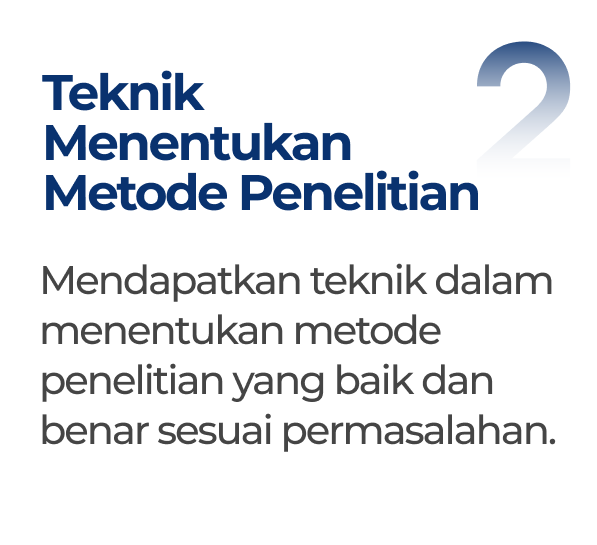 2
Teknik
Menentukan
Metode Penelitian
Mendapatkan teknik dalam
menentukan metode
penelitian yang baik dan
benar sesuai permasalahan.